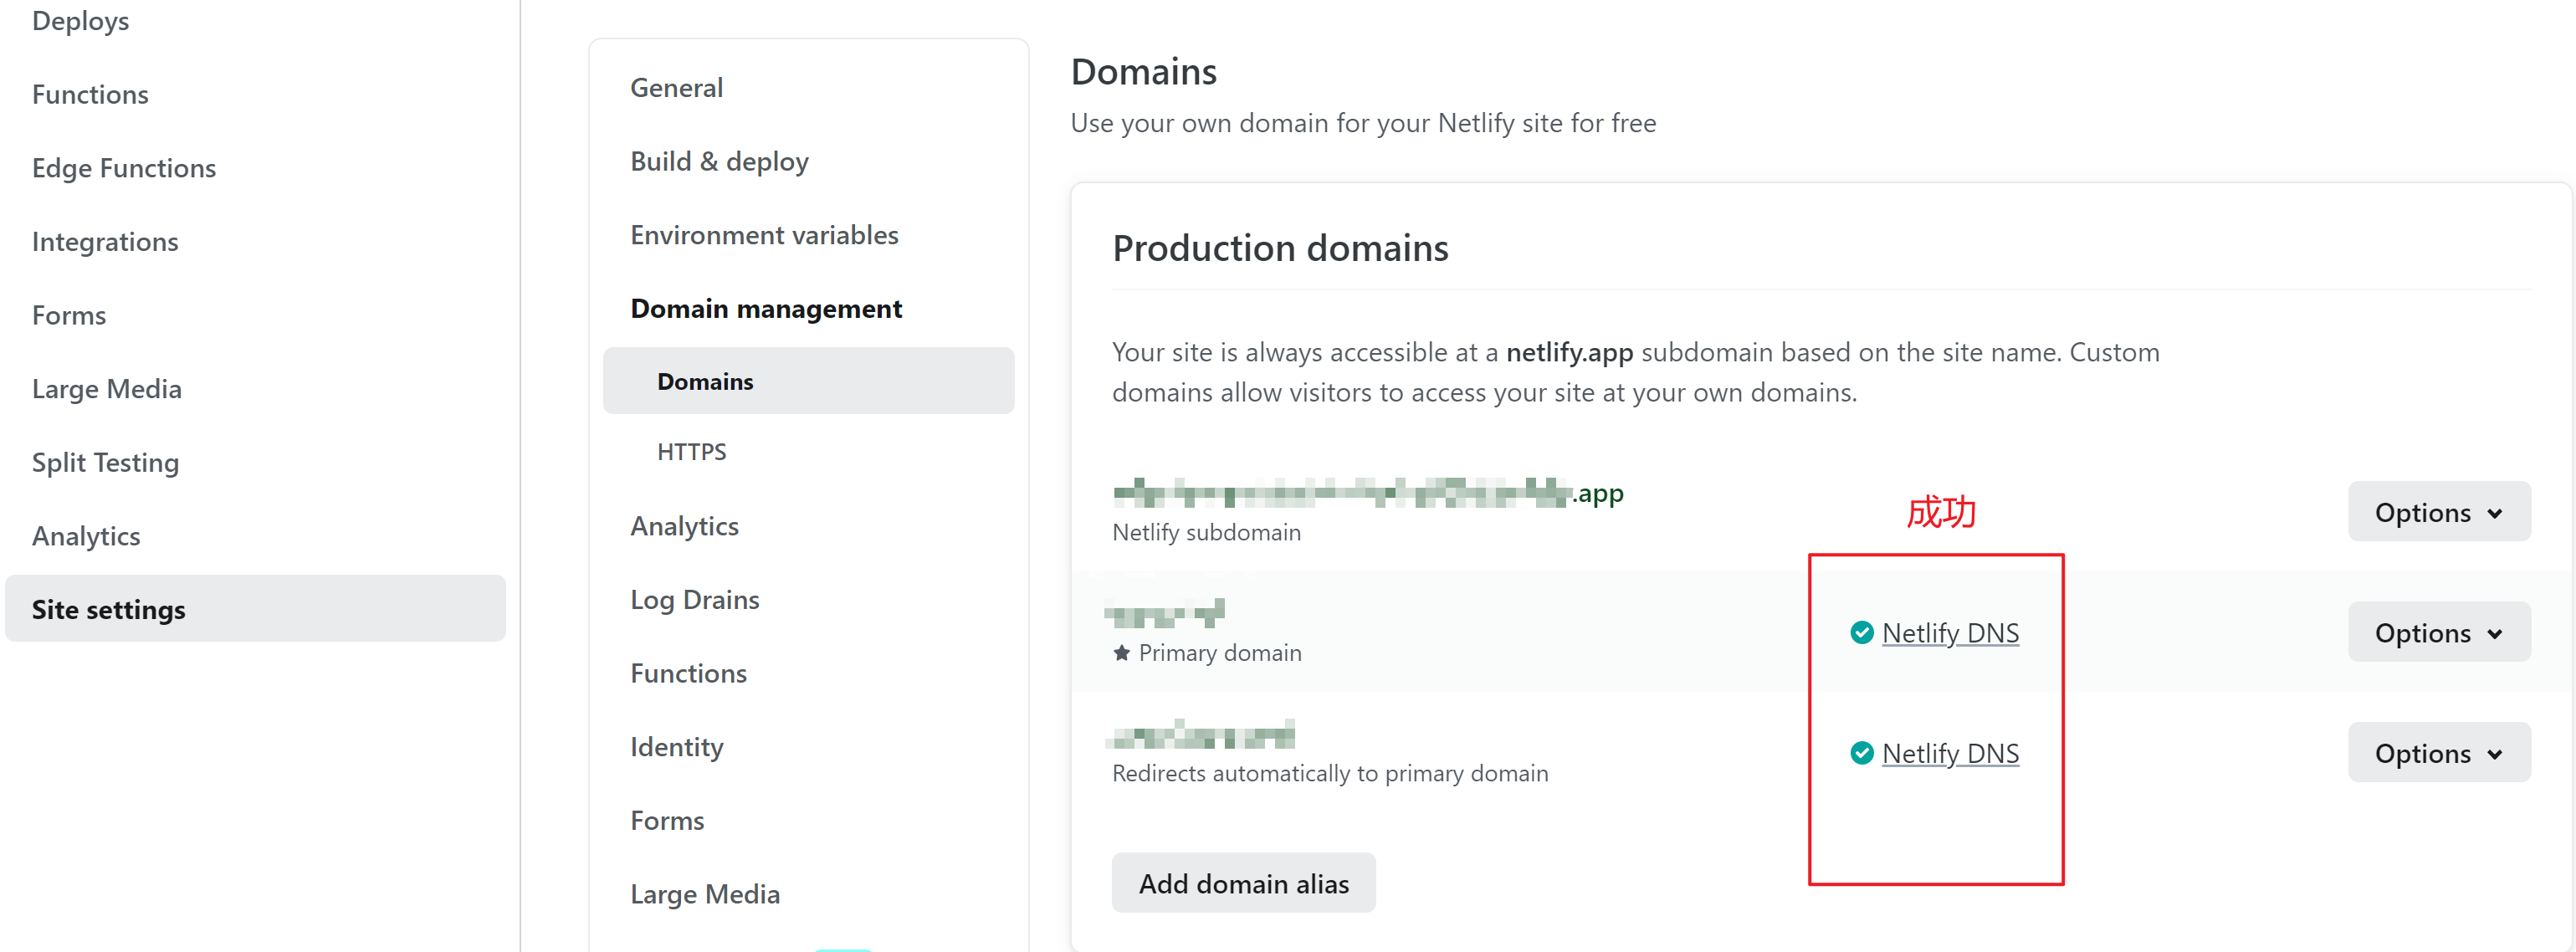 Deploys
Functions
Edge Functions
Integrations
Forms
Large Media
Split Testing
Analytics
Site settings
General
Build & deploy
Environment variables
Domain management
Domains
HTTPS
Analytics
Log Drains
Functions
Identity
Forms
Large Media
Domains
Use your own domain for your Netlify site for free
Production domains
Your site is always accessible at a netlify.app subdomain based on the site name. Custom
domains allow visitors to access your site at your own domains.
.app
Netlify subdomain
成功
Options
Primary domain
Netlify DNS
Options
Redirects automatically to primary domain
Netlify DNS
Options
Add domain alias